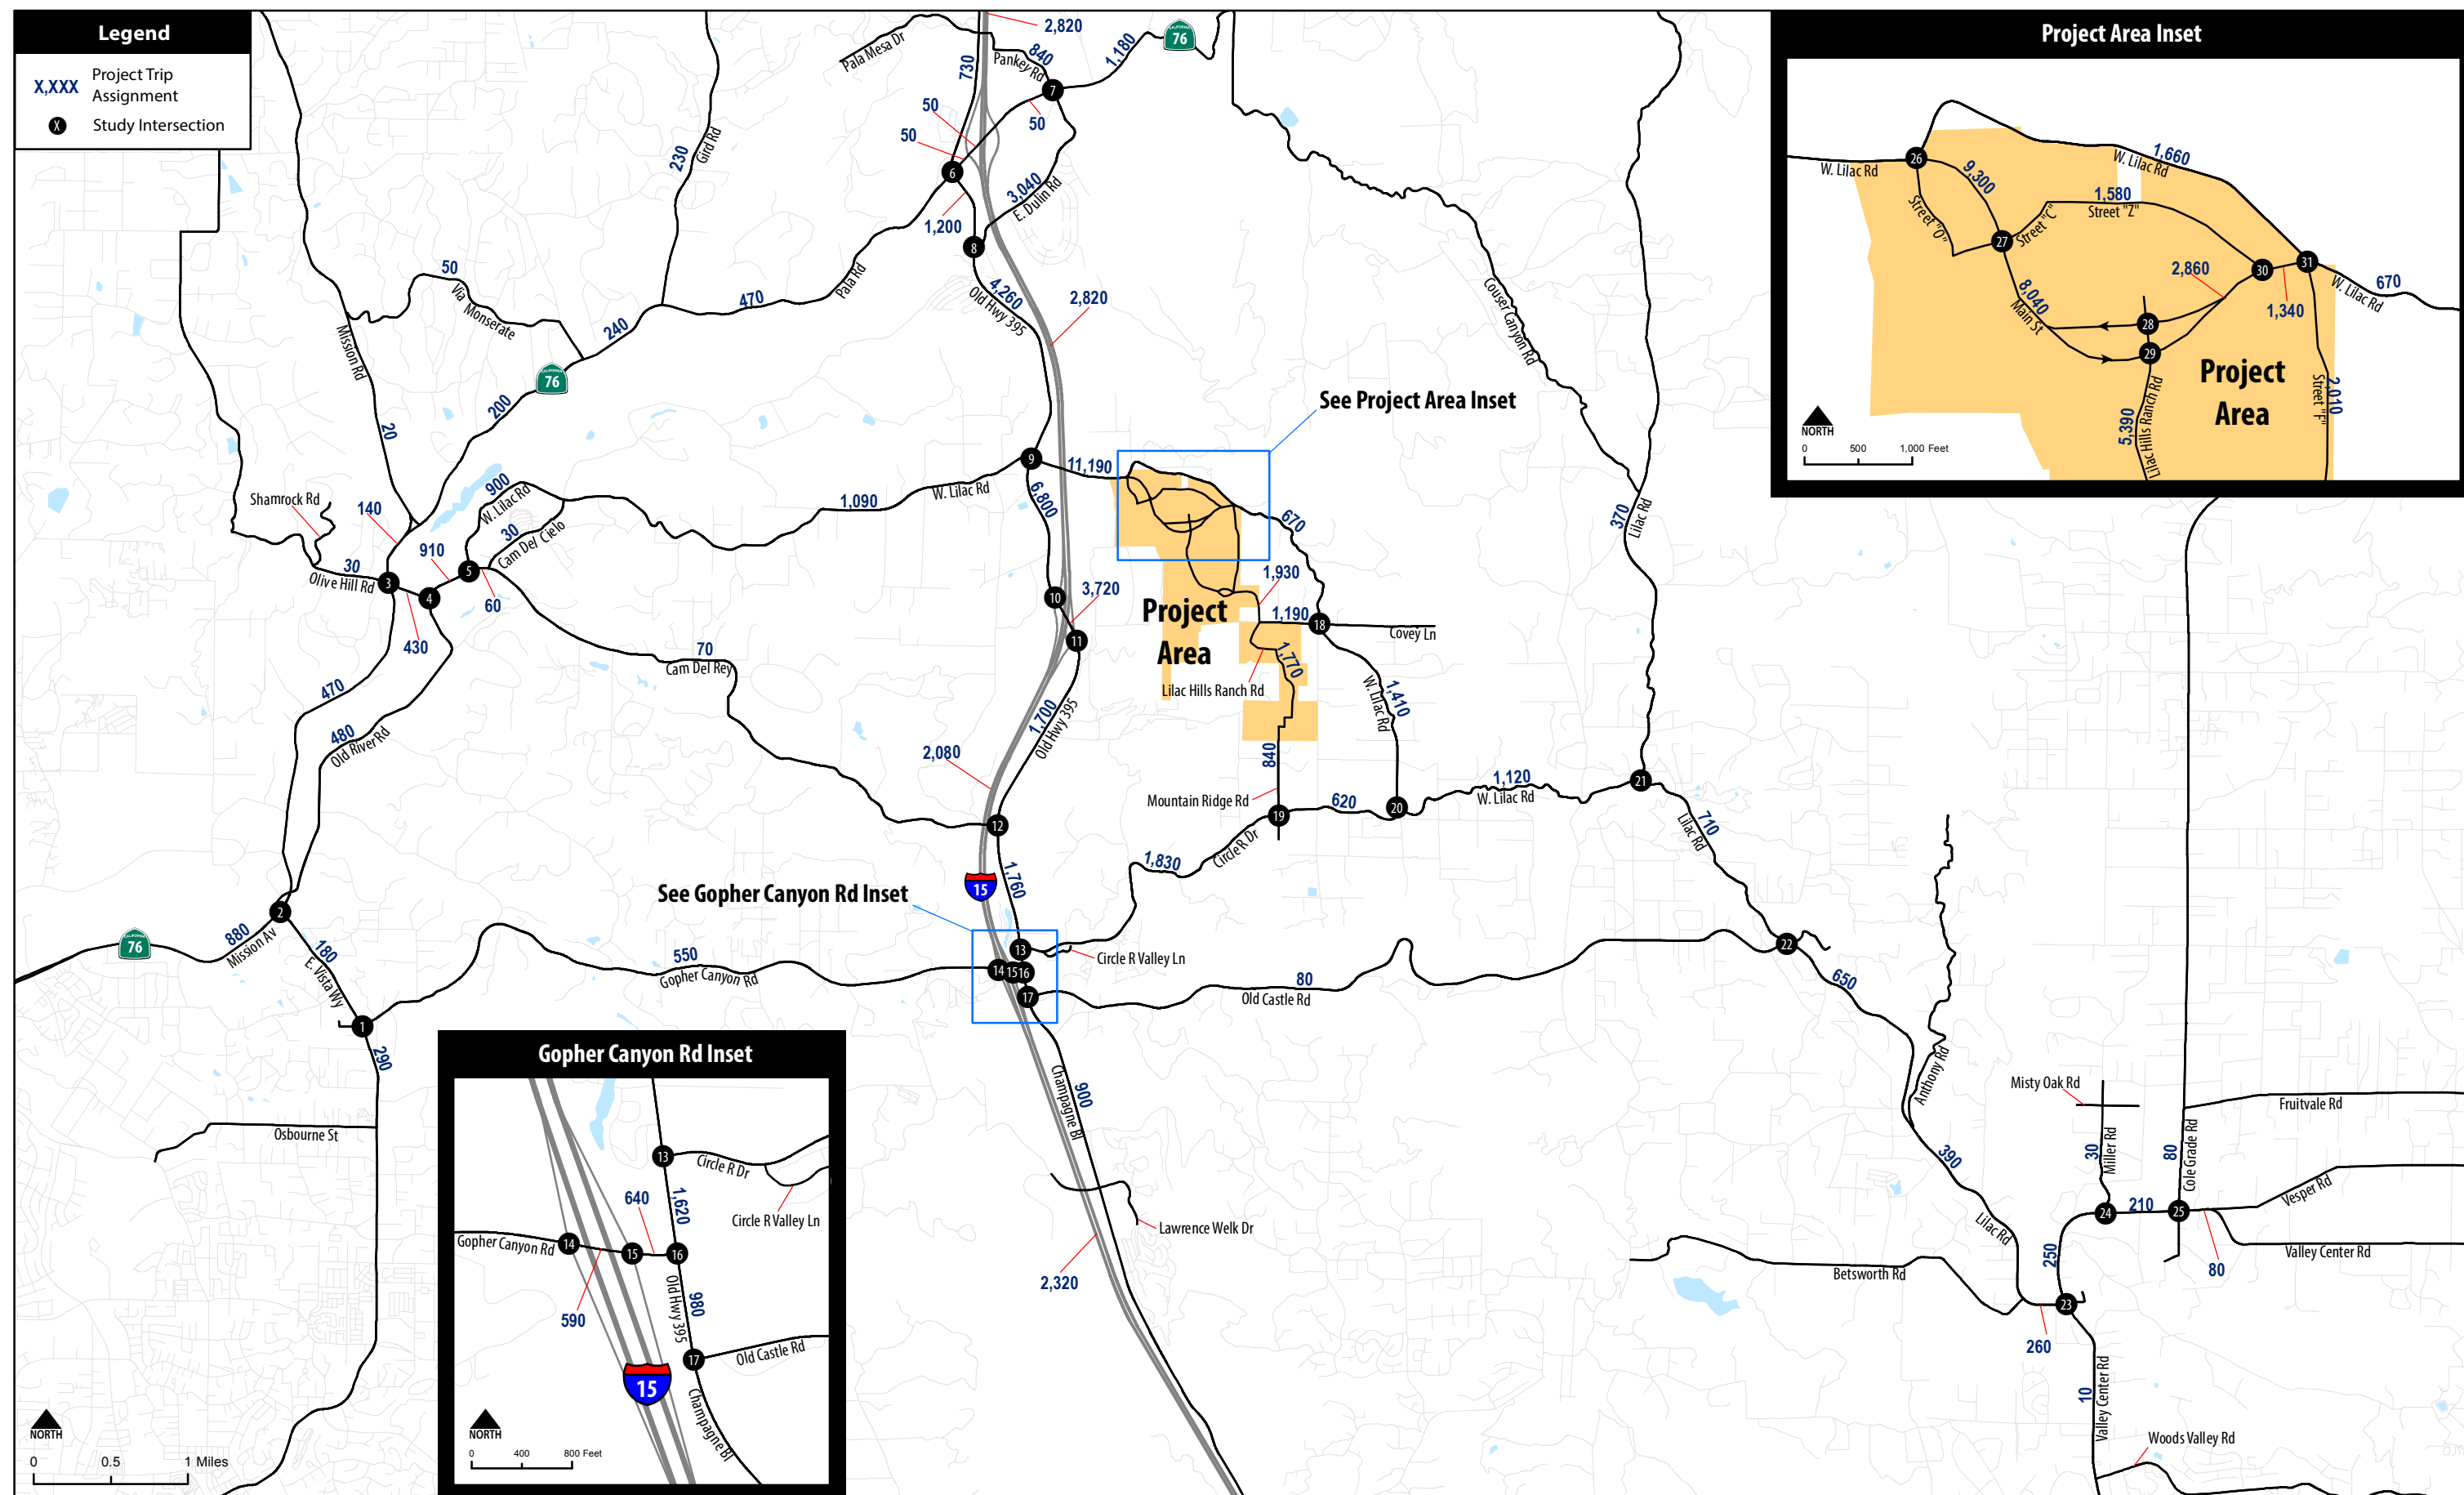 Legend
X,XXX
Project Trip
Assignment
X
Study Intersection
2,820
CALIFORNIA
76
Pala Mesa Dr
730
840
Pankey Rd
1,180
7
50
50
50
6
230
Gird Rd
3,040
E. Dulin Rd
1,200
8
Pala Rd
470
4,260
Old Hwy 395
2,820
50
Via Monserate
240
Mission Rd
CALIFORNIA
76
200
20
See Project Area Inset
Couser Canyon Rd
9
11,190
W. Lilac Rd
1,090
6,800
900
W. Lilac Rd
30
Cam Del Cielo
Shamrock Rd
140
910
5
60
30
Olive Hill Rd
3
4
430
670
370
Lilac Rd
10
3,720
11
Project
Area
1,930
1,190
18
Covey Ln
1,770
Lilac Hills Ranch Rd
1,410
W. Lilac Rd
70
Cam Del Rey
470
480
Old River Rd
1,700
Old Hwy 395
2,080
840
Mountain Ridge Rd
19
620
20
1,120
W. Lilac Rd
21
12
710
Lilac Rd
1,830
Circle R Dr
1,760
15
See Gopher Canyon Rd Inset
2
880
Mission Av
CALIFORNIA
76
180
E. Vista Wy
1
290
550
Gopher Canyon Rd
13
14
15
16
17
Circle R Valley Ln
80
Old Castle Rd
22
650
Anthony Rd
Osbourne St
900
Champagne Bl
Lawrence Welk Dr
2,320
390
Lilac Rd
Misty Oak Rd
30
Miller Rd
80
Cole Grade Rd
Fruitvale Rd
Vesper Rd
24
210
25
Valley Center Rd
80
250
Betsworth Rd
23
260
10
Valley Center Rd
Woods Valley Rd
NORTH
0
0.5
1 Miles
Gopher Canyon Rd Inset
13
Circle R Dr
Circle R Valley Ln
640
1,620
Gopher Canyon Rd
14
15
16
590
Old Hwy 395
980
17
Old Castle Rd
15
Champagne Bl
NORTH
0
400
800 Feet
Project Area Inset
26
W. Lilac Rd
9,300
1,660
W. Lilac Rd
1,580
Street "Z"
Street "O"
27
Street "C"
30
31
2,860
1,340
W. Lilac Rd
670
8,040
Main St
28
29
Project
Area
2,010
Street "F"
5,390
Lilac Hills Ranch Rd
NORTH
0
500
1,000 Feet